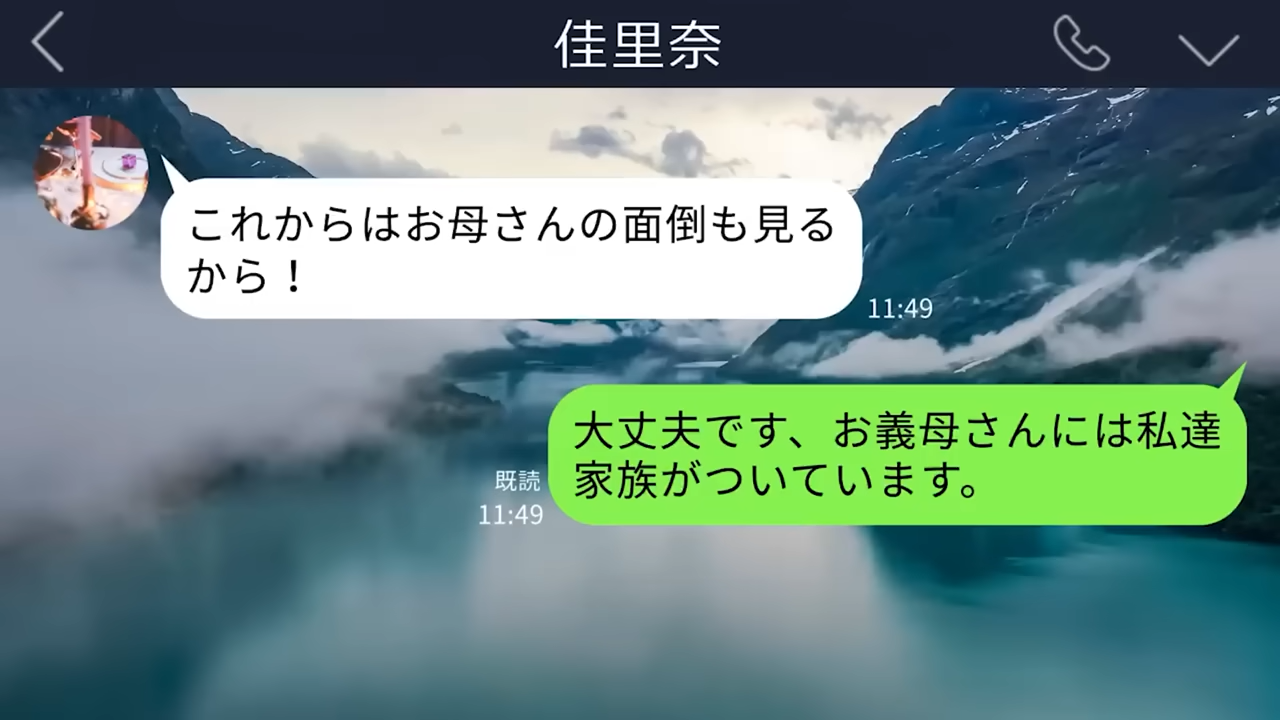 佳里奈
これからはお母さんの面倒も見る
から！
11:49
大丈夫です、お義母さんには私達
家族がついています。
既読
11:49